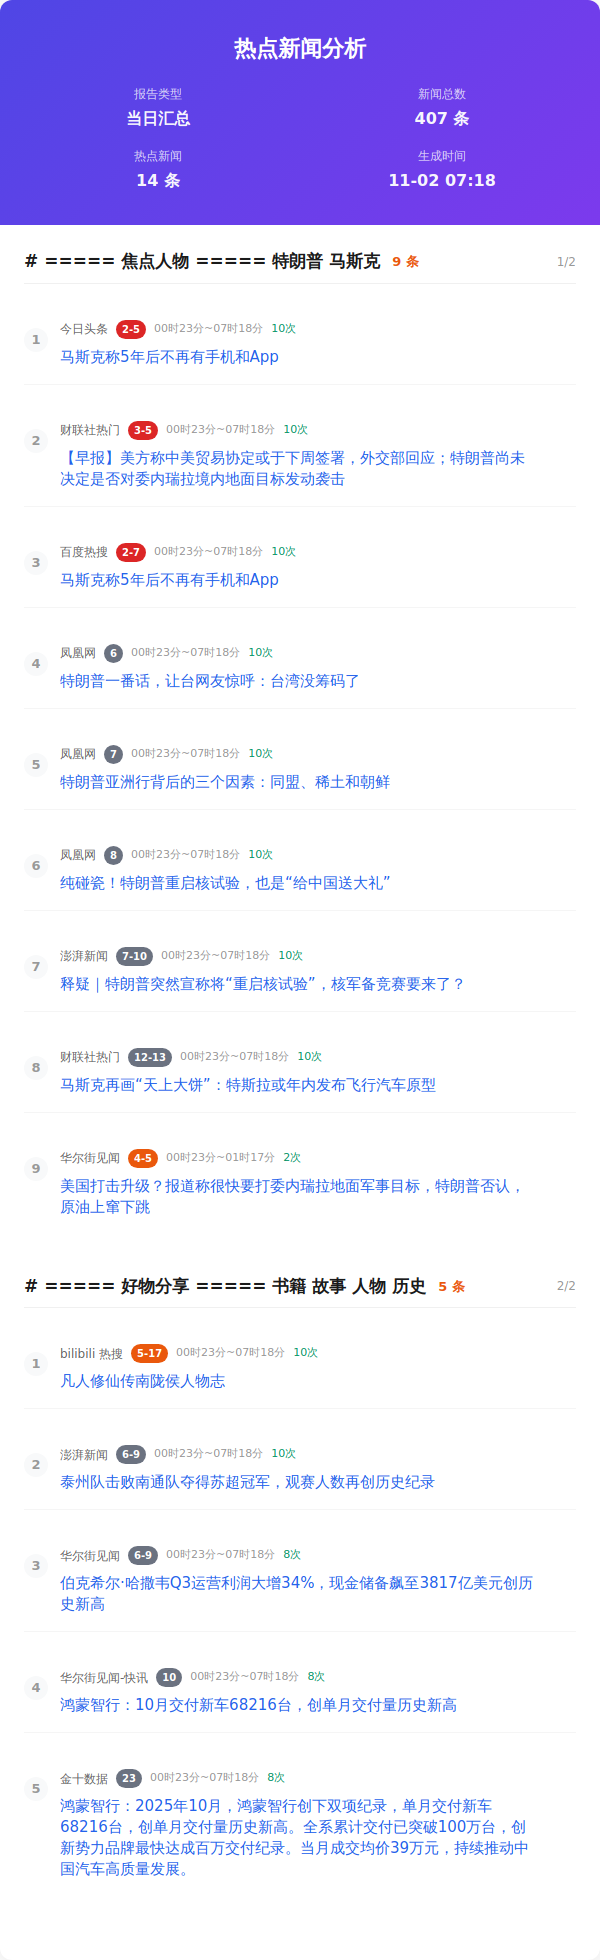 热点新闻分析
报告类型
当日汇总
新闻总数
407 条
热点新闻
14 条
生成时间
11-02 07:18
# ===== 焦点人物 ===== 特朗普 马斯克 9 条 1/2
1
今日头条 2-5 00时23分~07时18分 10次
马斯克称5年后不再有手机和App
2
财联社热门 3-5 00时23分~07时18分 10次
【早报】美方称中美贸易协定或于下周签署，外交部回应；特朗普尚未
决定是否对委内瑞拉境内地面目标发动袭击
3
百度热搜 2-7 00时23分~07时18分 10次
马斯克称5年后不再有手机和App
4
凤凰网 6 00时23分~07时18分 10次
特朗普一番话，让台网友惊呼：台湾没筹码了
5
凤凰网 7 00时23分~07时18分 10次
特朗普亚洲行背后的三个因素：同盟、稀土和朝鲜
6
凤凰网 8 00时23分~07时18分 10次
纯碰瓷！特朗普重启核试验，也是“给中国送大礼”
7
澎湃新闻 7-10 00时23分~07时18分 10次
释疑｜特朗普突然宣称将“重启核试验”，核军备竞赛要来了？
8
财联社热门 12-13 00时23分~07时18分 10次
马斯克再画“天上大饼”：特斯拉或年内发布飞行汽车原型
9
华尔街见闻 4-5 00时23分~01时17分 2次
美国打击升级？报道称很快要打窜内瑞拉地面军事目标，特朗普否认，
原油上窜下跳
# ===== 好物分享 ===== 书籍 故事 人物 历史 5 条 2/2
1
bilibili 热搜 5-17 00时23分~07时18分 10次
凡人修仙传南陇侯人物志
2
澎湃新闻 6-9 00时23分~07时18分 10次
泰州队击败南通队夺得苏超冠军，观赛人数再创历史纪录
3
华尔街见闻 6-9 00时23分~07时18分 8次
伯克希尔·哈撒韦Q3运营利润大增34%，现金储备飙至3817亿美元创历
史新高
4
华尔街见闻-快讯 10 00时23分~07时18分 8次
鸿蒙智行：10月交付新车68216台，创单月交付量历史新高
5
金十数据 23 00时23分~07时18分 8次
鸿蒙智行：2025年10月，鸿蒙智行创下双项纪录，单月交付新车
68216台，创单月交付量历史新高。全系累计交付已突破100万台，创
新势力品牌最快达成百万交付纪录。当月成交均价39万元，持续推动中
国汽车高质量发展。